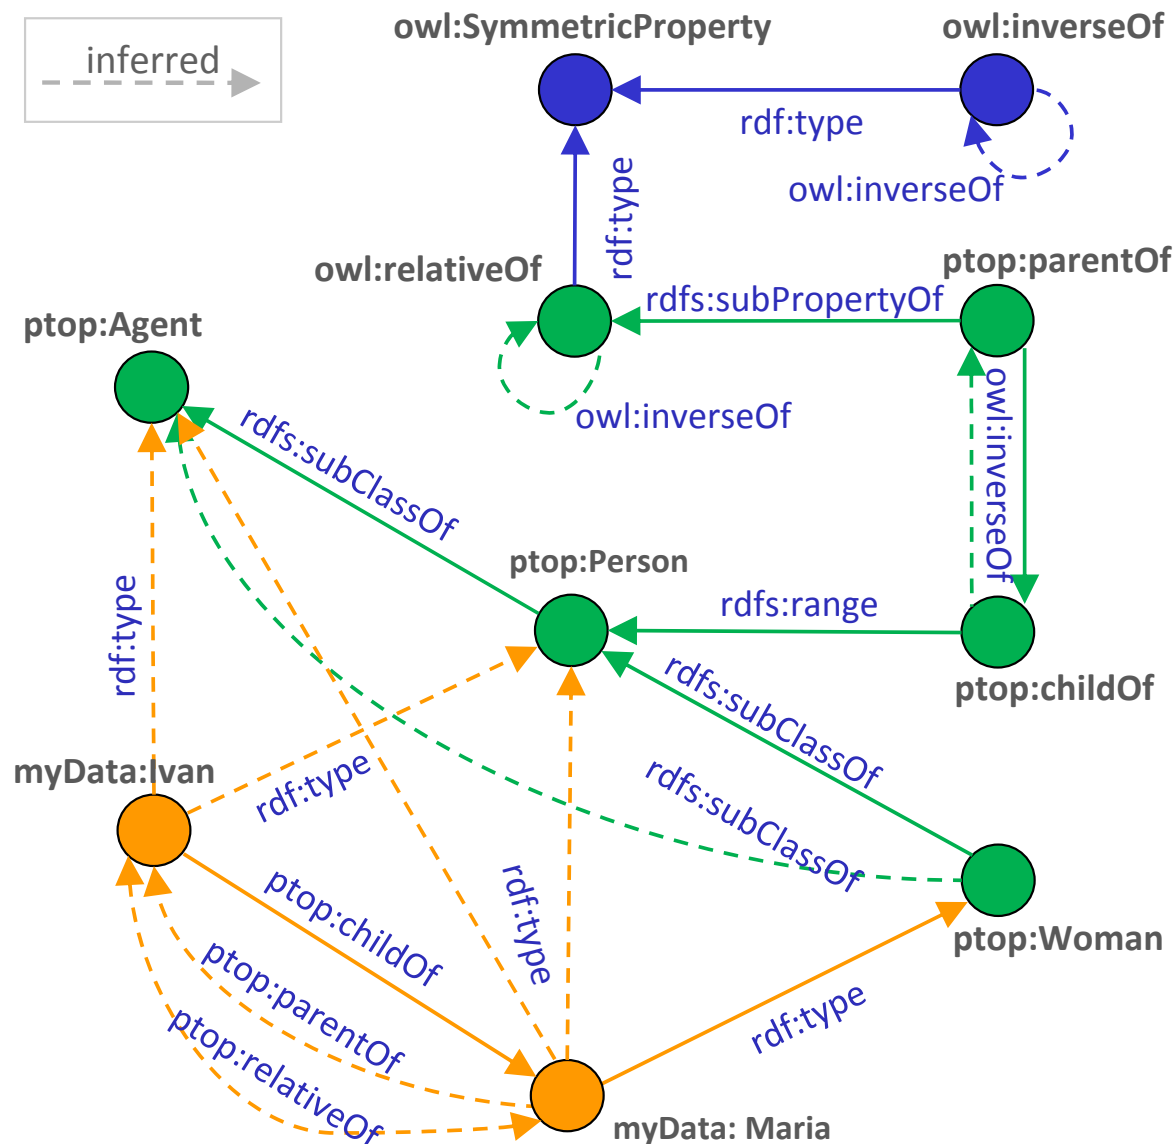 owl:SymmetricProperty
owl:inverseOf
inferred
rdf:type
owl:inverseOf
rdf:type
owl:relativeOf
ptop:parentOf
rdfs:subPropertyOf
ptop:Agent
owl:inverseOf
owl:inverseOf
rdfs:subClassOf
ptop:Person
rdfs:range
ptop:childOf
rdf:type
rdfs:subClassOf
myData:Ivan
rdf:type
rdfs:subClassOf
ptop:childOf
rdf:type
ptop:Woman
ptop:parentOf
rdf:type
ptop:relativeOf
myData: Maria